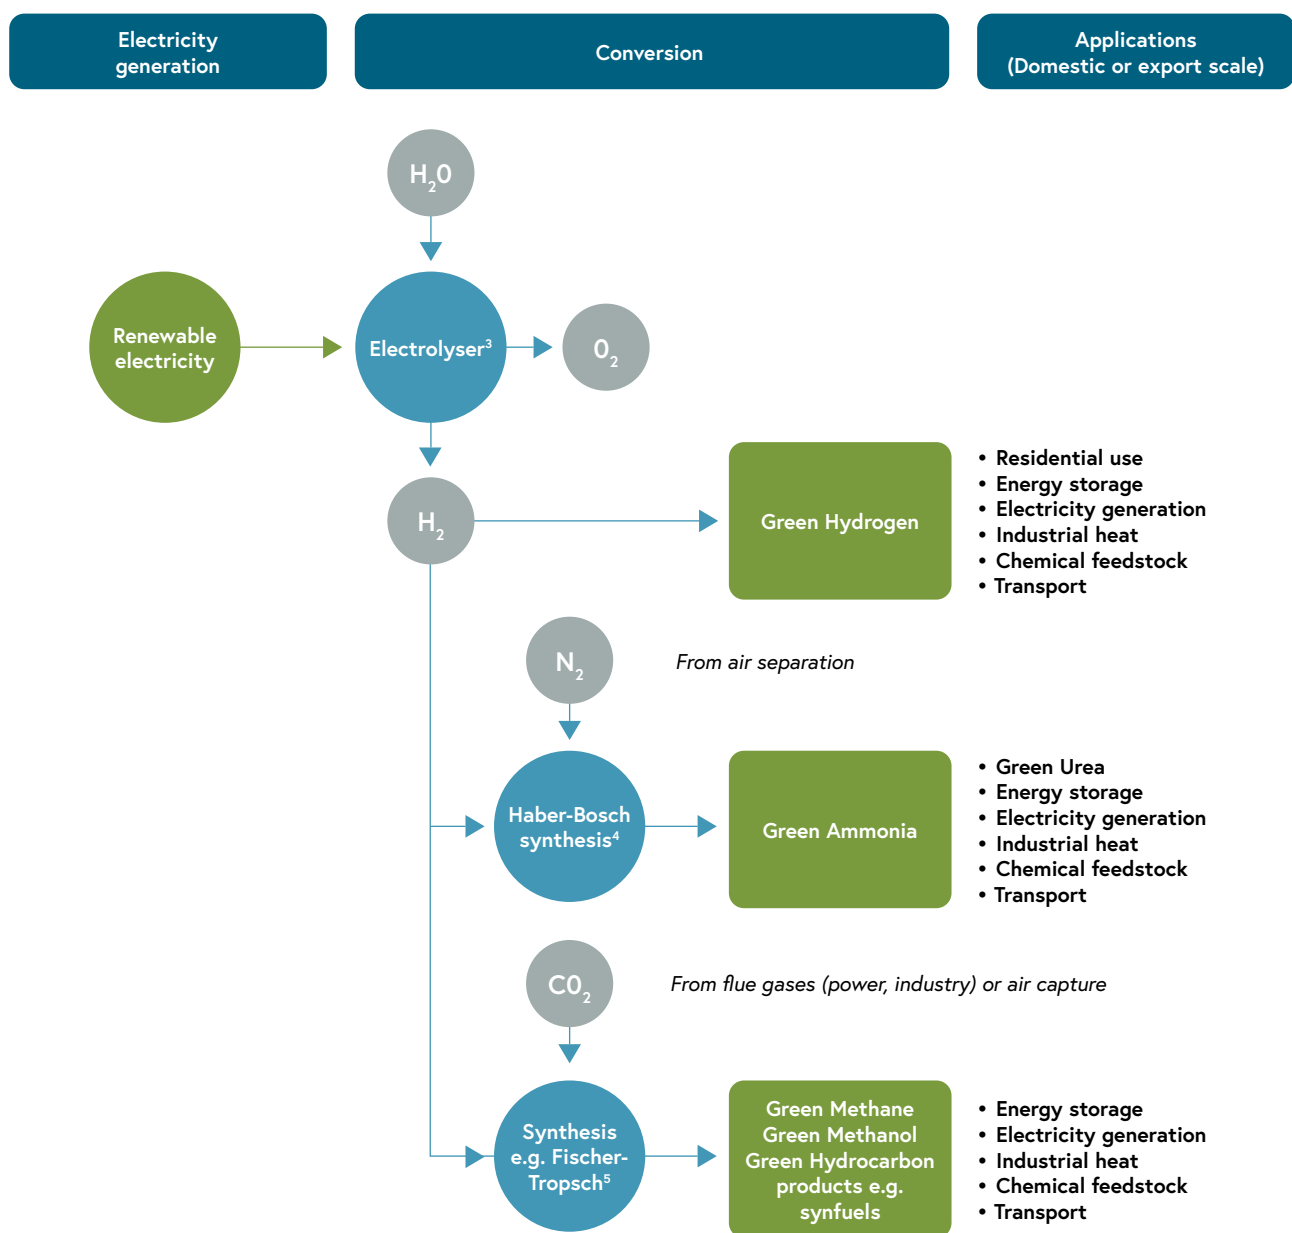 Electricity
generation
Conversion
Applications
(Domestic or export scale)
H₂0
Renewable
electricity
Electrolyser³
0₂
H₂
Green Hydrogen
• Residential use
• Energy storage
• Electricity generation
• Industrial heat
• Chemical feedstock
• Transport
N₂
From air separation
Haber-Bosch
synthesis⁴
Green Ammonia
• Green Urea
• Energy storage
• Electricity generation
• Industrial heat
• Chemical feedstock
• Transport
C0₂
From flue gases (power, industry) or air capture
Synthesis
e.g. Fischer-
Tropsch⁵
Green Methane
Green Methanol
Green Hydrocarbon
products e.g.
synfuels
• Energy storage
• Electricity generation
• Industrial heat
• Chemical feedstock
• Transport